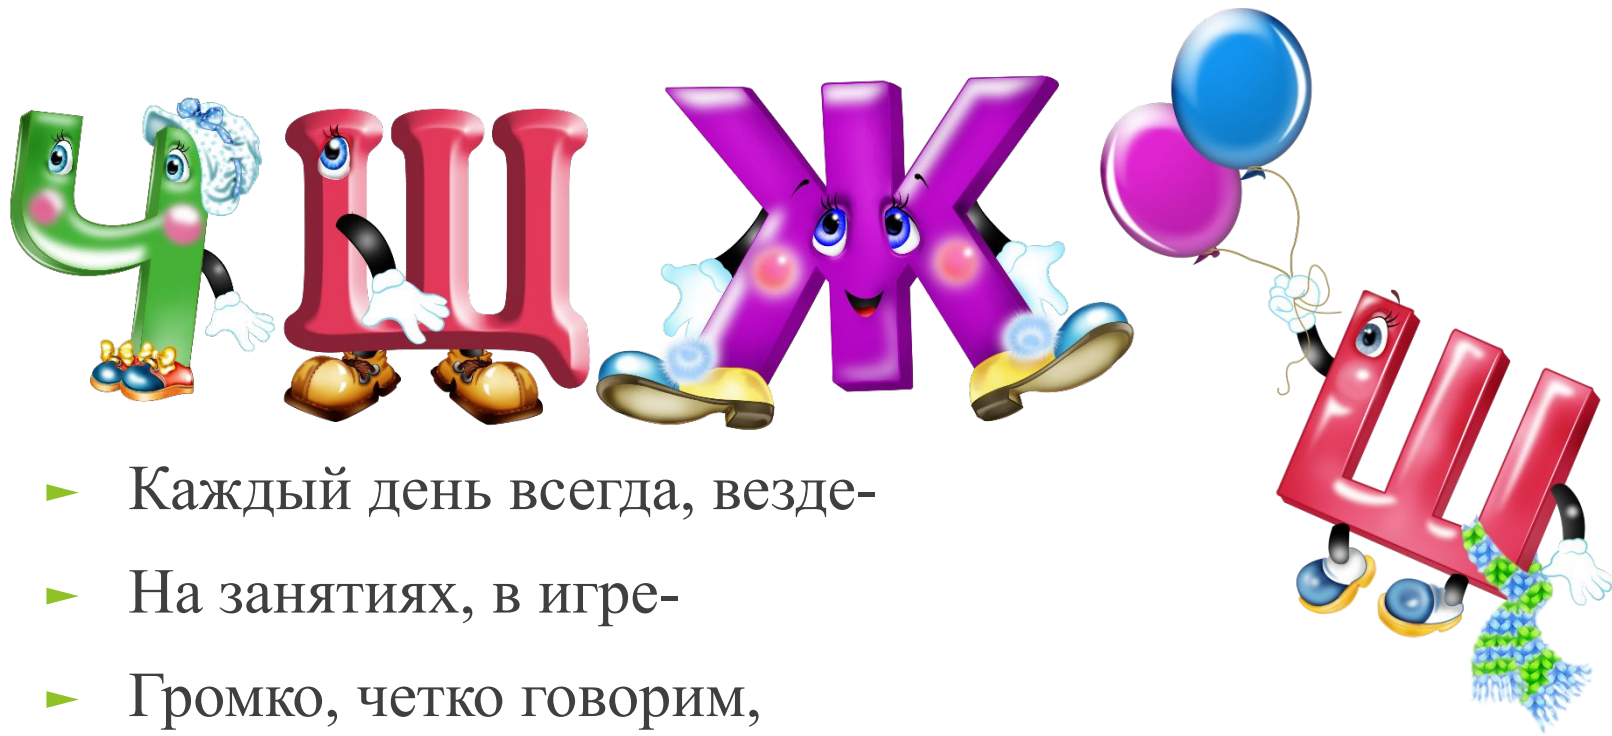 Ч Щ Ж
Ш
Каждый день всегда, везде-
На занятиях, в игре-
Громко, четко говорим,